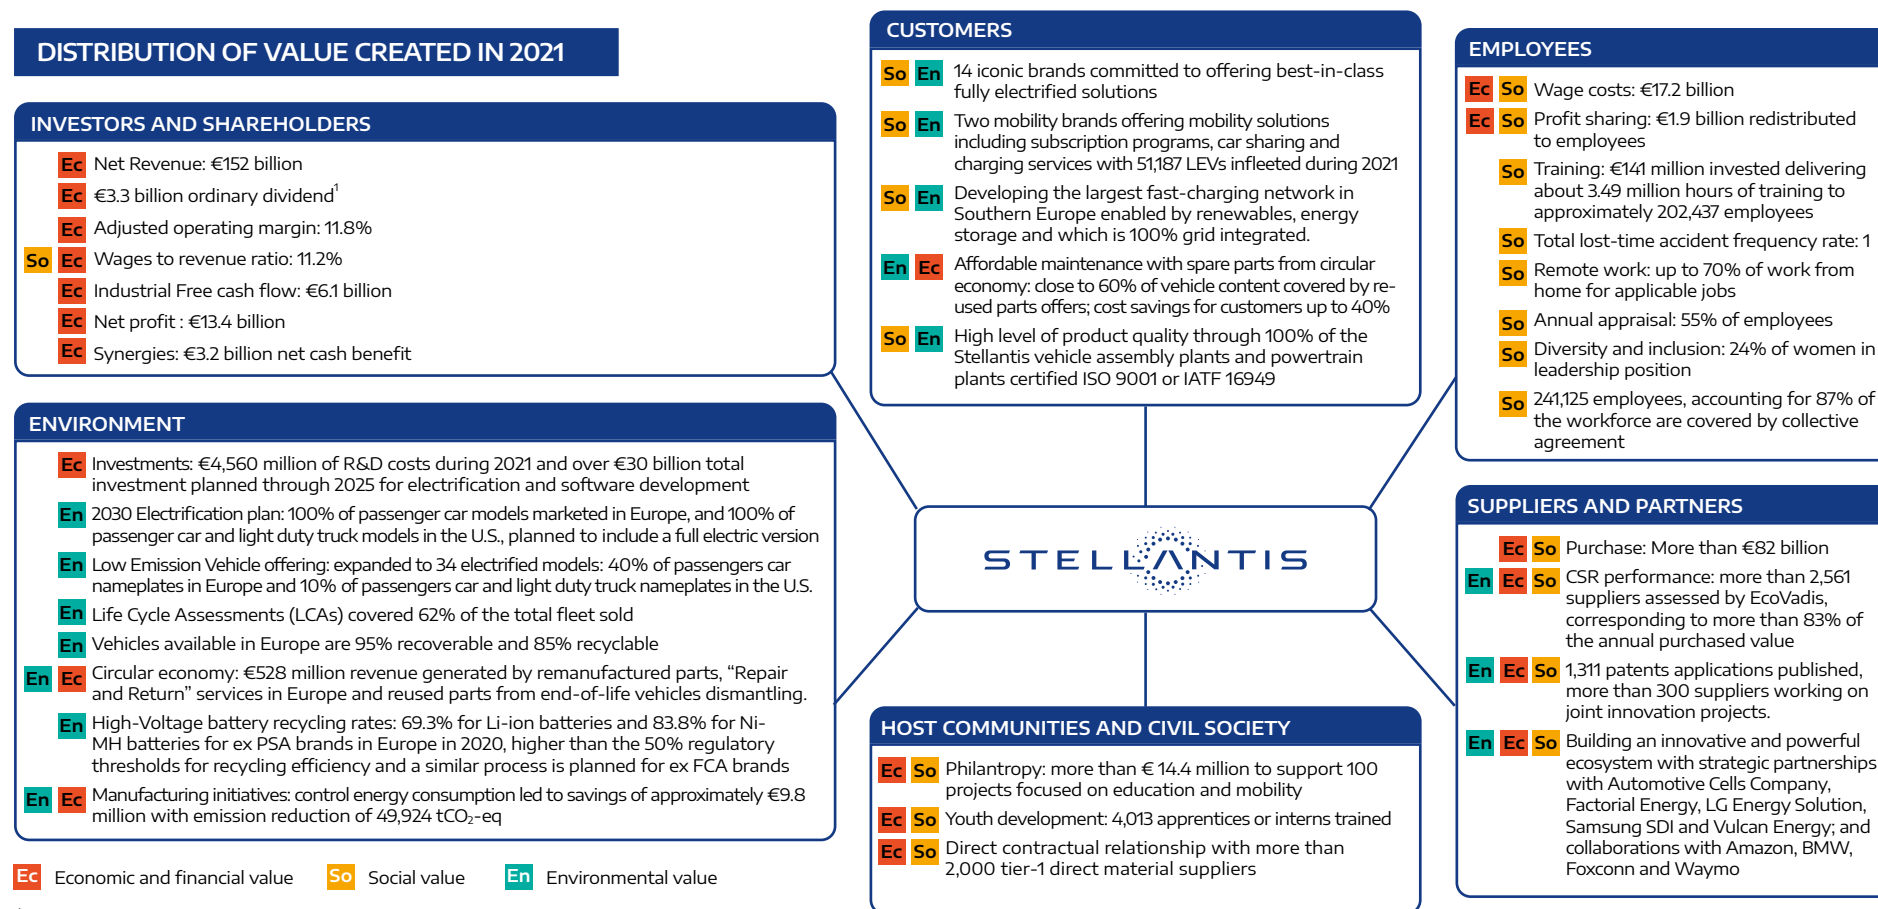 DISTRIBUTION OF VALUE CREATED IN 2021
INVESTORS AND SHAREHOLDERS
Ec Net Revenue: €152 billion
Ec €3.3 billion ordinary dividend1
Ec Adjusted operating margin: 11.8%
So Ec Wages to revenue ratio: 11.2%
Ec Industrial Free cash flow: €6.1 billion
Ec Net profit : €13.4 billion
Ec Synergies: €3.2 billion net cash benefit
ENVIRONMENT
Ec Investments: €4,560 million of R&D costs during 2021 and over €30 billion total
investment planned through 2025 for electrification and software development
En 2030 Electrification plan: 100% of passenger car models marketed in Europe, and 100% of
passenger car and light duty truck models in the U.S., planned to include a full electric version
En Low Emission Vehicle offering: expanded to 34 electrified models: 40% of passengers car
nameplates in Europe and 10% of passengers car and light duty truck nameplates in the U.S.
En Life Cycle Assessments (LCAs) covered 62% of the total fleet sold
En Vehicles available in Europe are 95% recoverable and 85% recyclable
En Ec Circular economy: €528 million revenue generated by remanufactured parts, “Repair
and Return” services in Europe and reused parts from end-of-life vehicles dismantling.
En High-Voltage battery recycling rates: 69.3% for Li-ion batteries and 83.8% for Ni-
MH batteries for ex PSA brands in Europe in 2020, higher than the 50% regulatory
thresholds for recycling efficiency and a similar process is planned for ex FCA brands
En Ec Manufacturing initiatives: control energy consumption led to savings of approximately €9.8
million with emission reduction of 49,924 tCO2-eq
Ec Economic and financial value So Social value En Environmental value
CUSTOMERS
So En 14 iconic brands committed to offering best-in-class
fully electrified solutions
So En Two mobility brands offering mobility solutions
including subscription programs, car sharing and
charging services with 51,187 LEVs infleeted during 2021
So En Developing the largest fast-charging network in
Southern Europe enabled by renewables, energy
storage and which is 100% grid integrated.
En Ec Affordable maintenance with spare parts from circular
economy: close to 60% of vehicle content covered by re-
used parts offers; cost savings for customers up to 40%
So En High level of product quality through 100% of the
Stellantis vehicle assembly plants and powertrain
plants certified ISO 9001 or IATF 16949
STELLANTIS
HOST COMMUNITIES AND CIVIL SOCIETY
Ec So Philantropy: more than € 14.4 million to support 100
projects focused on education and mobility
Ec So Youth development: 4,013 apprentices or interns trained
Ec So Direct contractual relationship with more than
2,000 tier-1 direct material suppliers
EMPLOYEES
Ec So Wage costs: €17.2 billion
Ec So Profit sharing: €1.9 billion redistributed
to employees
So Training: €141 million invested delivering
about 3.49 million hours of training to
approximately 202,437 employees
So Total lost-time accident frequency rate: 1
So Remote work: up to 70% of work from
home for applicable jobs
So Annual appraisal: 55% of employees
So Diversity and inclusion: 24% of women in
leadership position
So 241,125 employees, accounting for 87% of
the workforce are covered by collective
agreement
SUPPLIERS AND PARTNERS
Ec So Purchase: More than €82 billion
En Ec So CSR performance: more than 2,561
suppliers assessed by EcoVadis,
corresponding to more than 83% of
the annual purchased value
En Ec So 1,311 patents applications published,
more than 300 suppliers working on
joint innovation projects.
En Ec So Building an innovative and powerful
ecosystem with strategic partnerships
with Automotive Cells Company,
Factorial Energy, LG Energy Solution,
Samsung SDI and Vulcan Energy; and
collaborations with Amazon, BMW,
Foxconn and Waymo